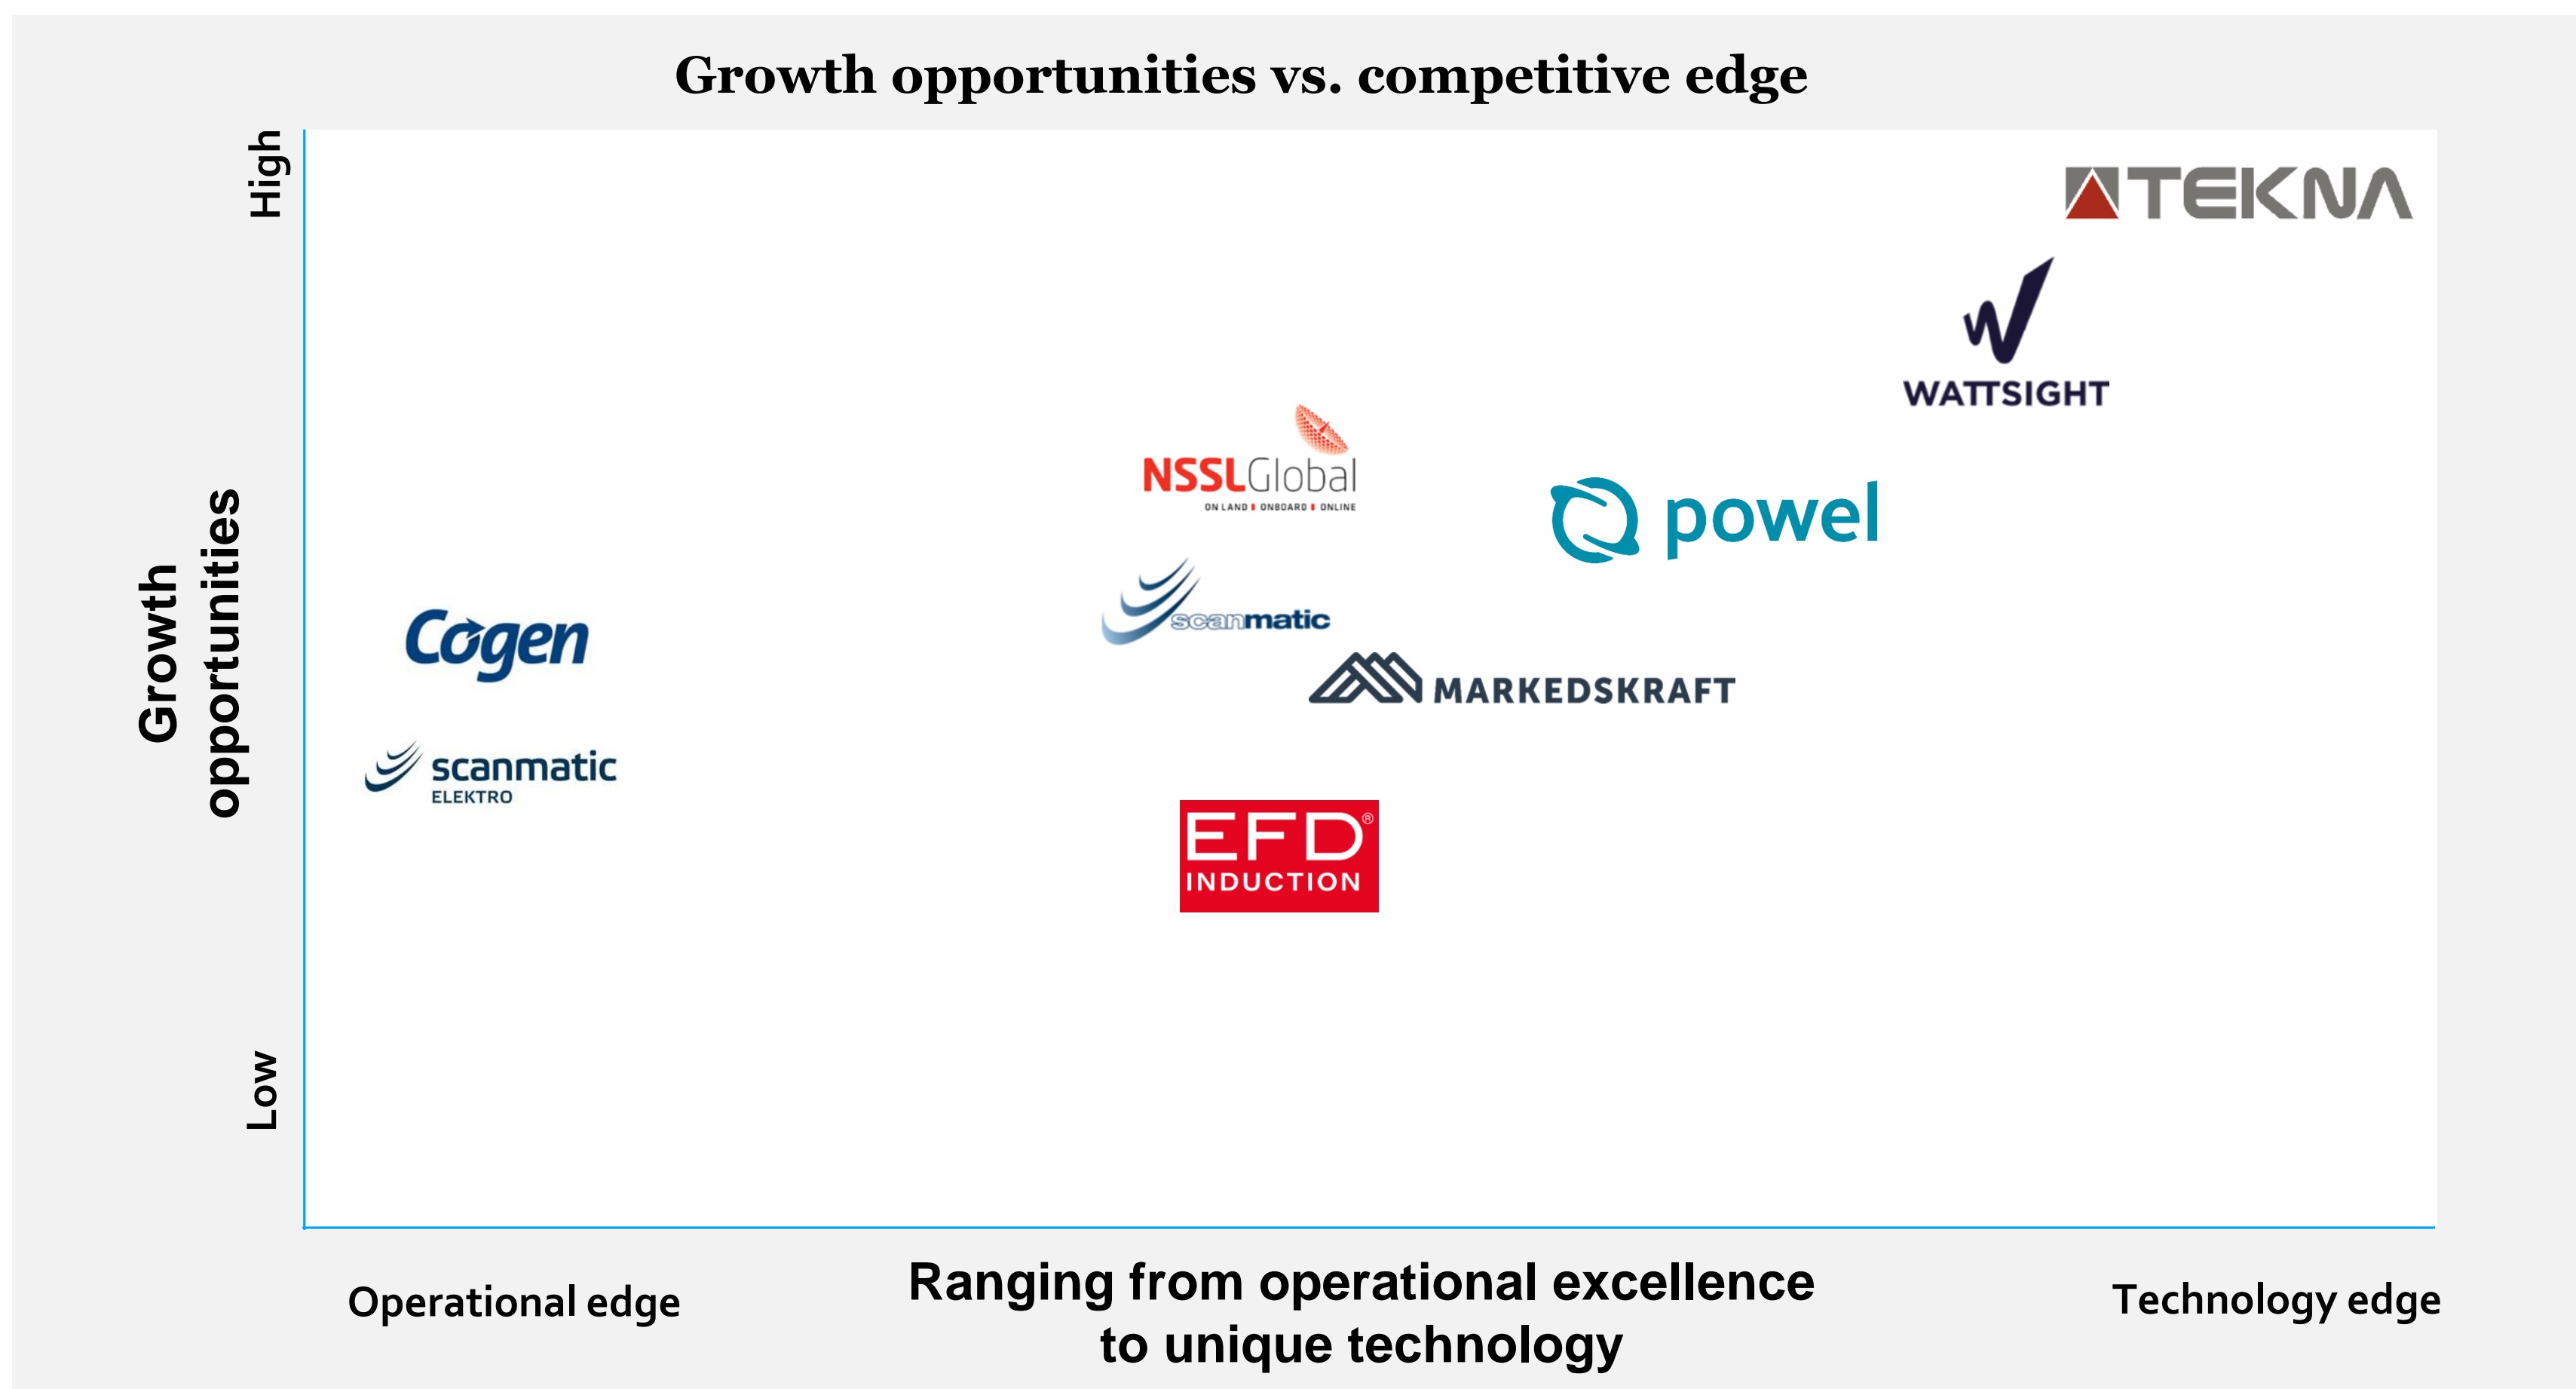 Growth opportunities vs. competitive edge
High
Growth
opportunities
Low
TEKNA
WATTSIGHT
NSSLGlobal
ON LAND ▮ ONBOARD ▮ ONLINE
powel
scanmatic
Cogen
MARKEDSKRAFT
scanmatic
ELEKTRO
EFD®
INDUCTION
Operational edge
Ranging from operational excellence
to unique technology
Technology edge